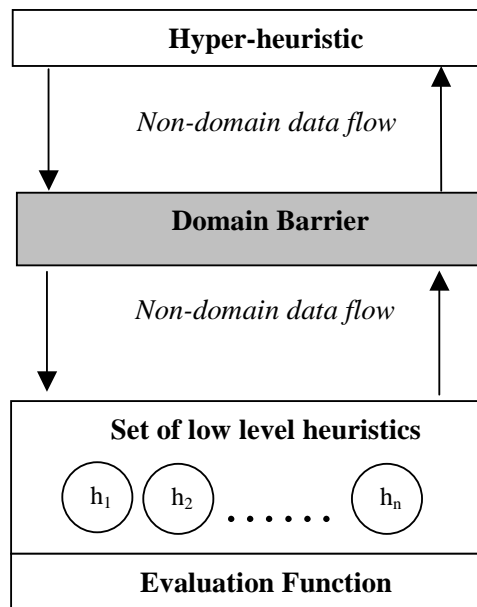 Hyper-heuristic
Non-domain data flow
Domain Barrier
Non-domain data flow
Set of low level heuristics
h1 h2 ...... hn
Evaluation Function